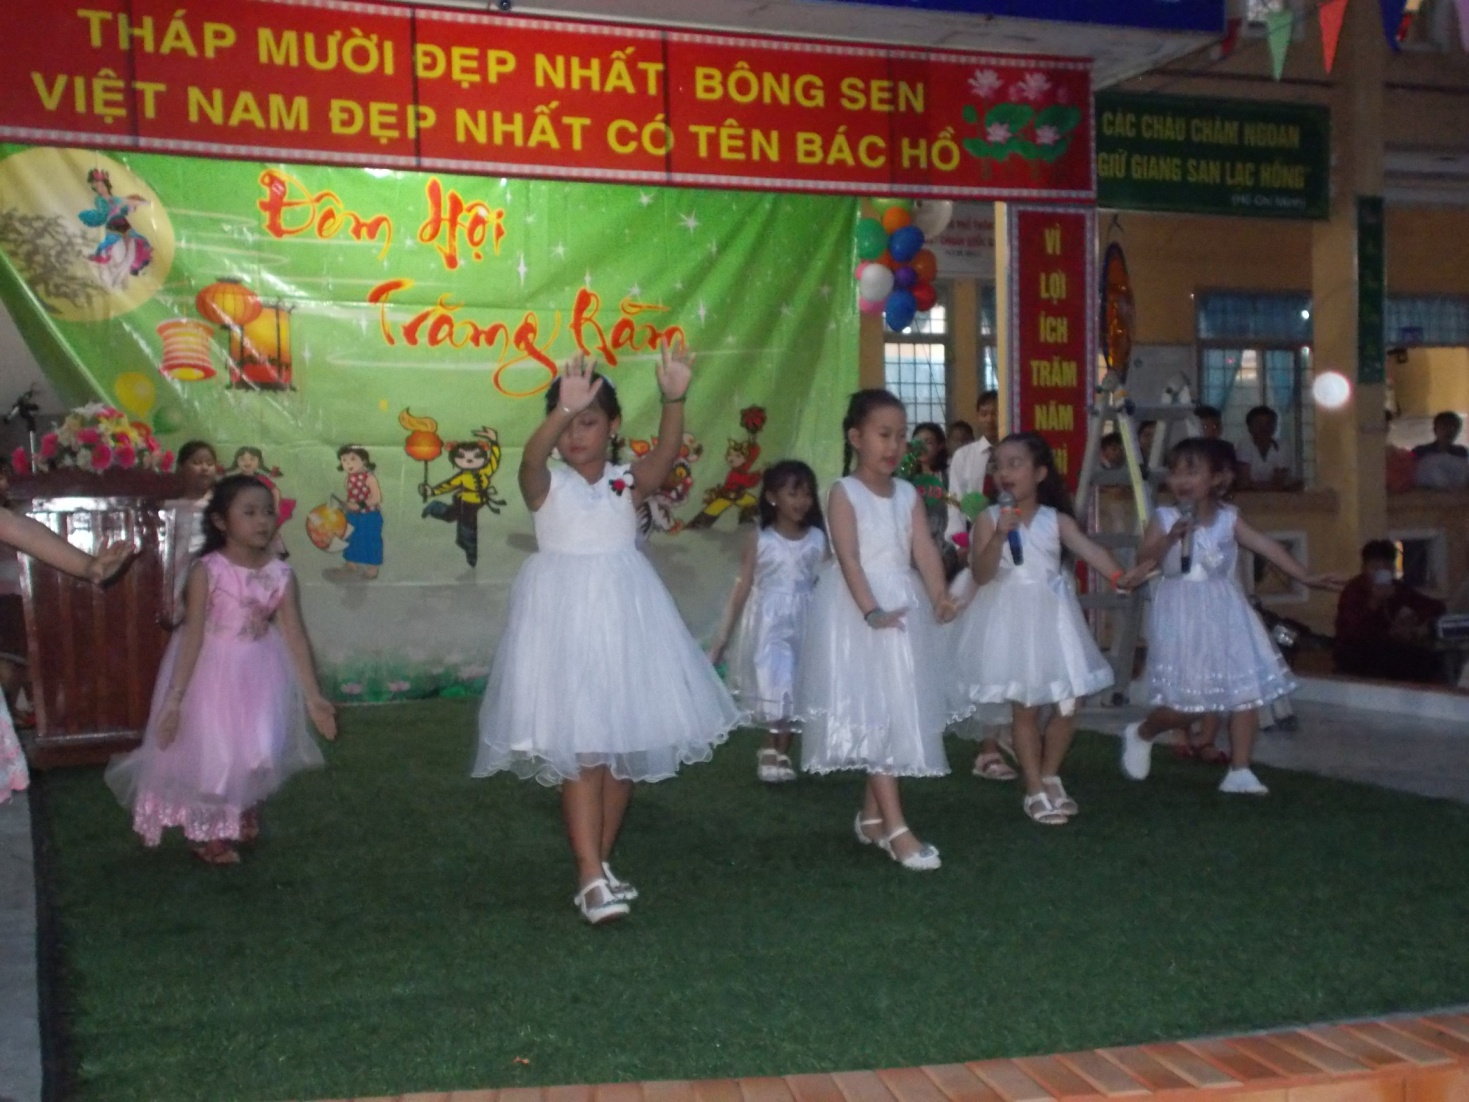 THÁP MƯỜI ĐẸP NHẤT BÔNG SEN
VIỆT NAM ĐẸP NHẤT CÓ TÊN BÁC HỒ
Đêm Hội
Trăng Rằm
CÁC CHÁU CHĂM NGOAN
GIỮ GIANG SAN LẠC HỒNG"
VÌ
LỢI
ÍCH
TRĂM
NĂM